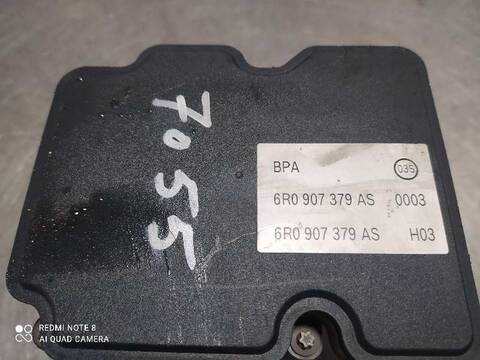 7055
BPA 035
6R0 907 379 AS 0003
6R0 907 379 AS H03
REDMI NOTE 8
AI QUAD CAMERA